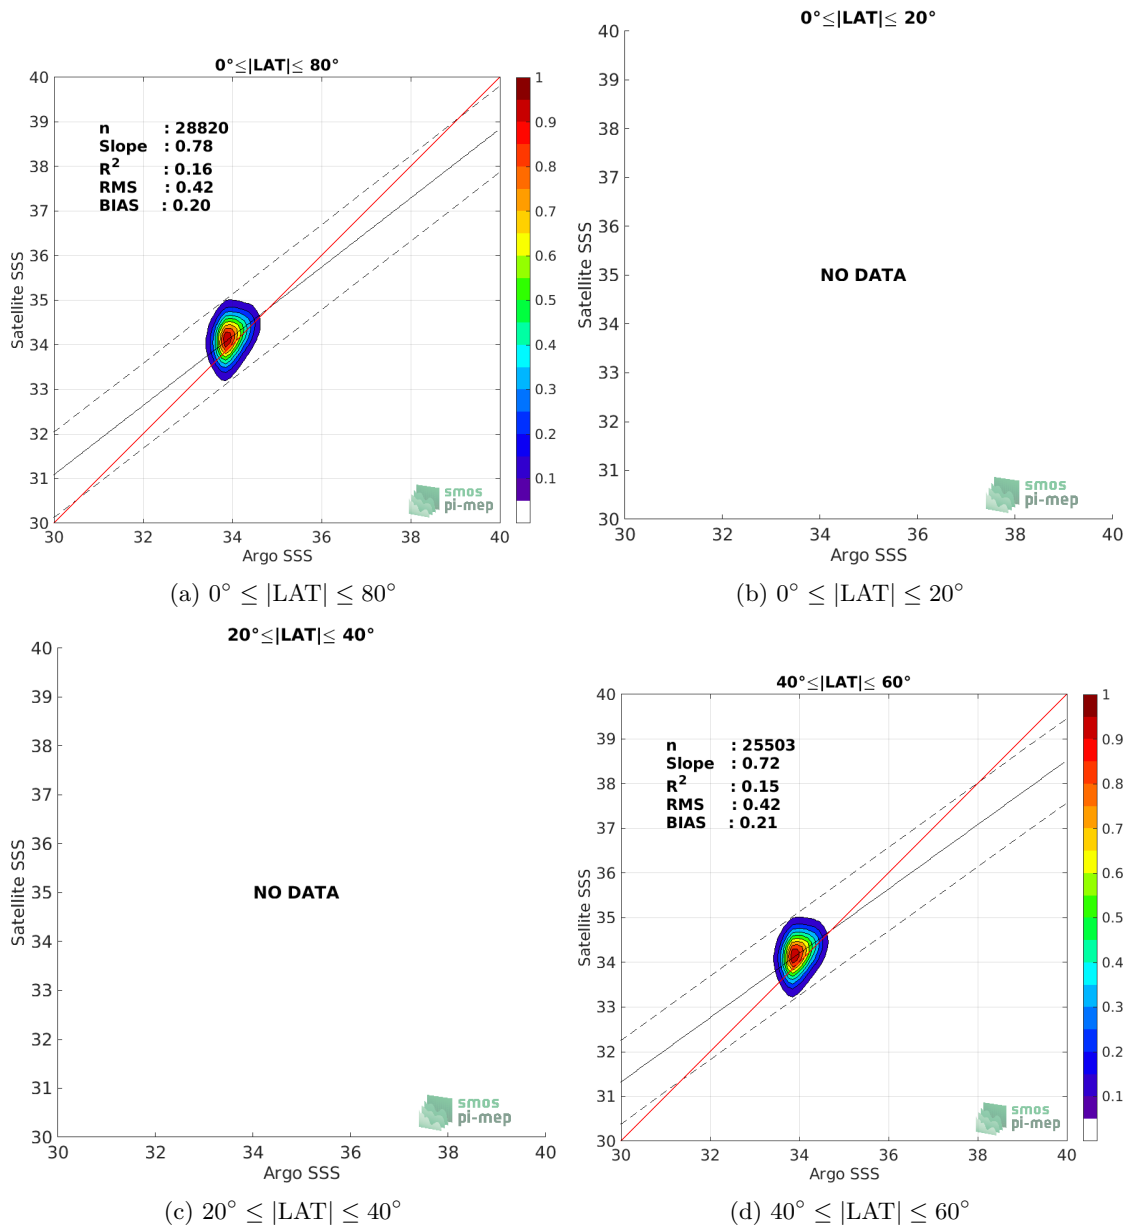 0°≤|LAT|≤ 80°
40
39
38
37
36
35
34
33
32
31
30
Satellite SSS
n : 28820
Slope : 0.78
R2 : 0.16
RMS : 0.42
BIAS : 0.20
smos
pi-mep
30 32 34 36 38 40
Argo SSS
1
0.9
0.8
0.7
0.6
0.5
0.4
0.3
0.2
0.1
(a) 0° ≤ |LAT| ≤ 80°
0°≤|LAT|≤ 20°
40
39
38
37
36
35
34
33
32
31
30
Satellite SSS
NO DATA
smos
pi-mep
30 32 34 36 38 40
Argo SSS
(b) 0° ≤ |LAT| ≤ 20°
20°≤|LAT|≤ 40°
40
39
38
37
36
35
34
33
32
31
30
Satellite SSS
NO DATA
smos
pi-mep
30 32 34 36 38 40
Argo SSS
(c) 20° ≤ |LAT| ≤ 40°
40°≤|LAT|≤ 60°
40
39
38
37
36
35
34
33
32
31
30
Satellite SSS
n : 25503
Slope : 0.72
R2 : 0.15
RMS : 0.42
BIAS : 0.21
smos
pi-mep
30 32 34 36 38 40
Argo SSS
1
0.9
0.8
0.7
0.6
0.5
0.4
0.3
0.2
0.1
(d) 40° ≤ |LAT| ≤ 60°